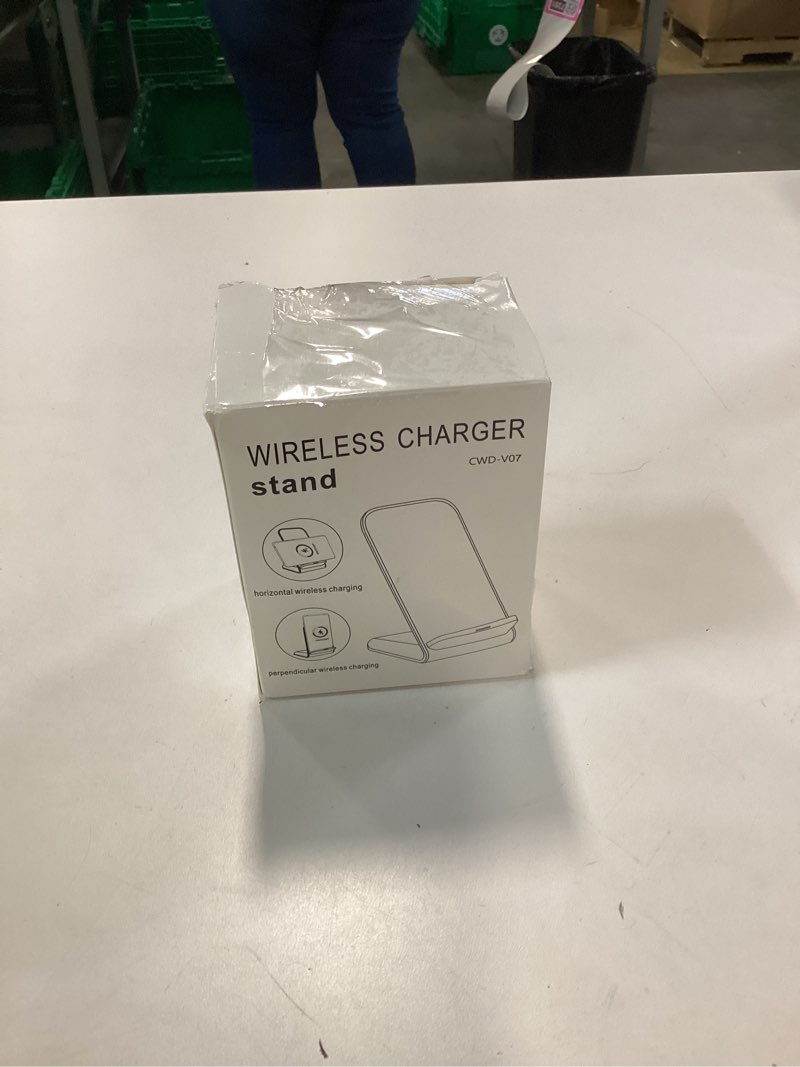 WIRELESS CHARGER
stand
CWD-V07
horizontal wireless charging
perpendicular wireless charging